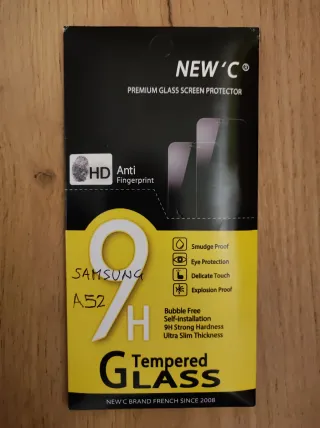 NEW'C®
PREMIUM GLASS SCREEN PROTECTOR
HD Anti
Fingerprint
Smudge Proof
Eye Protection
Delicate Touch
Explosion Proof
9H
SAMSUNG
A52
Bubble Free
Self-installation
9H Strong Hardness
Ultra Slim Thickness
Tempered
GLASS
NEW'C BRAND FRENCH SINCE 2008